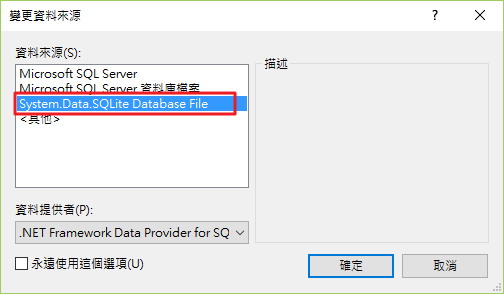 變更資料來源
資料來源(S):
描述
Microsoft SQL Server
Microsoft SQL Server 資料庫檔案
System.Data.SQLite Database File
<其他>
資料提供者(P):
.NET Framework Data Provider for SQ
永遠使用這個選項(U)
確定
取消